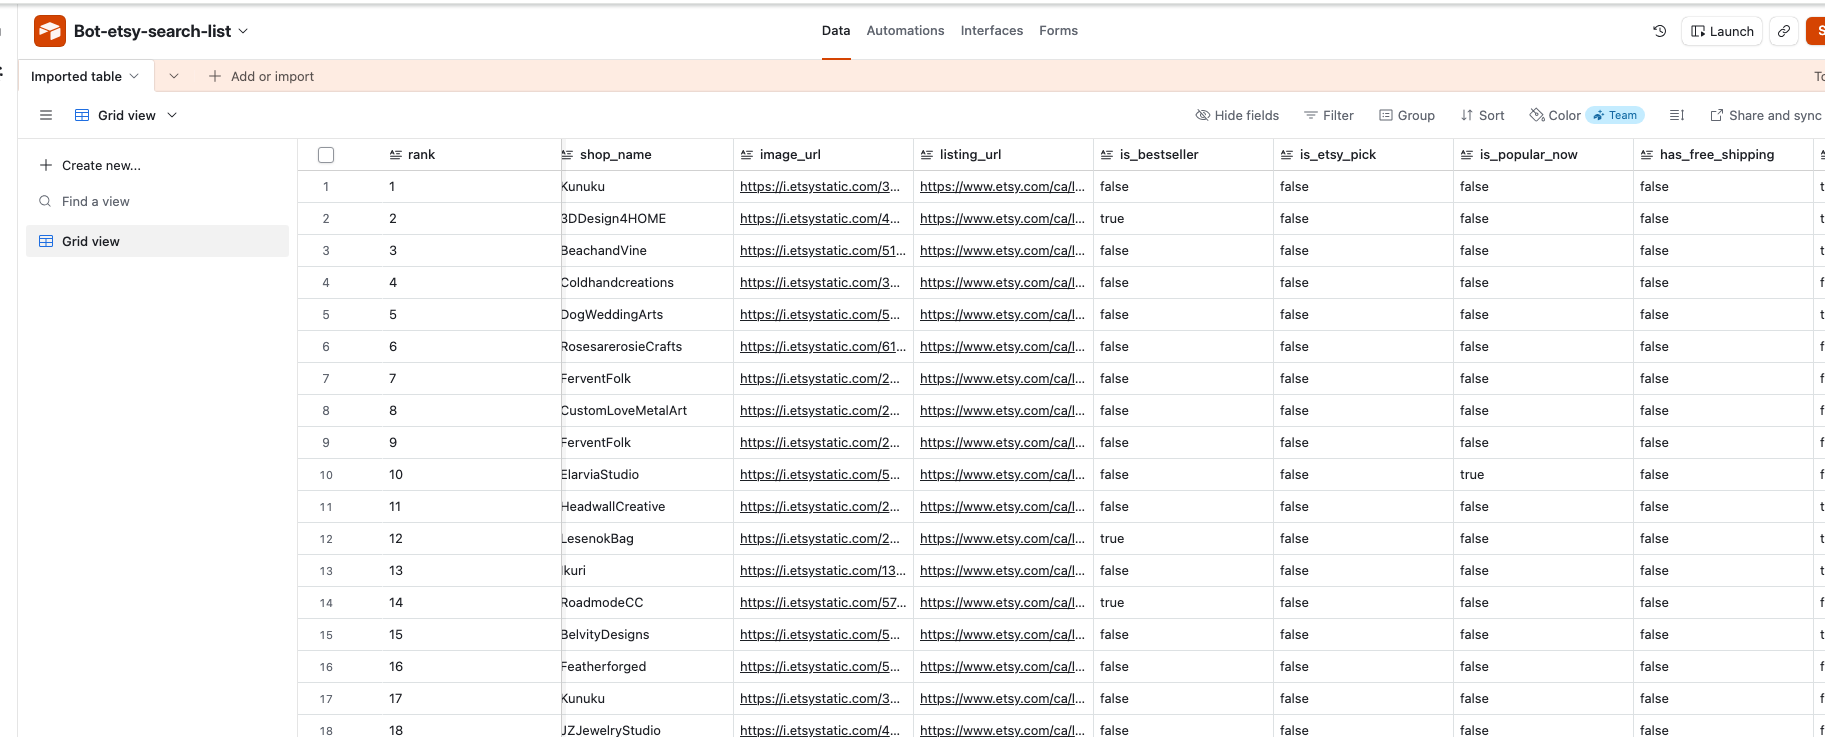 Bot-etsy-search-list
Data Automations Interfaces Forms
Launch
Imported table
Add or import
Grid view
Hide fields Filter Group Sort Color Team Share and sync
Create new...
Find a view
Grid view
rank shop_name image_url listing_url is_bestseller is_etsy_pick is_popular_now has_free_shipping
1 1 Kunuku https://i.etsystatic.com/3... https://www.etsy.com/ca/l... false false false false
2 2 3DDesign4HOME https://i.etsystatic.com/4... https://www.etsy.com/ca/l... true false false false
3 3 BeachandVine https://i.etsystatic.com/51... https://www.etsy.com/ca/l... false false false false
4 4 Coldhandcreations https://i.etsystatic.com/3... https://www.etsy.com/ca/l... false false false false
5 5 DogWeddingArts https://i.etsystatic.com/5... https://www.etsy.com/ca/l... false false false false
6 6 RosesarerosieCrafts https://i.etsystatic.com/61... https://www.etsy.com/ca/l... false false false false
7 7 FerventFolk https://i.etsystatic.com/2... https://www.etsy.com/ca/l... false false false false
8 8 CustomLoveMetalArt https://i.etsystatic.com/2... https://www.etsy.com/ca/l... false false false false
9 9 FerventFolk https://i.etsystatic.com/2... https://www.etsy.com/ca/l... false false false false
10 10 ElarviaStudio https://i.etsystatic.com/5... https://www.etsy.com/ca/l... false false true false
11 11 HeadwallCreative https://i.etsystatic.com/2... https://www.etsy.com/ca/l... false false false false
12 12 LesenokBag https://i.etsystatic.com/2... https://www.etsy.com/ca/l... true false false false
13 13 Ikuri https://i.etsystatic.com/13... https://www.etsy.com/ca/l... false false false false
14 14 RoadmodeCC https://i.etsystatic.com/57... https://www.etsy.com/ca/l... true false false false
15 15 BelvityDesigns https://i.etsystatic.com/5... https://www.etsy.com/ca/l... false false false false
16 16 Featherforged https://i.etsystatic.com/5... https://www.etsy.com/ca/l... false false false false
17 17 Kunuku https://i.etsystatic.com/3... https://www.etsy.com/ca/l... false false false false
18 18 JZJewelryStudio https://i.etsystatic.com/4... https://www.etsy.com/ca/l... false false false false